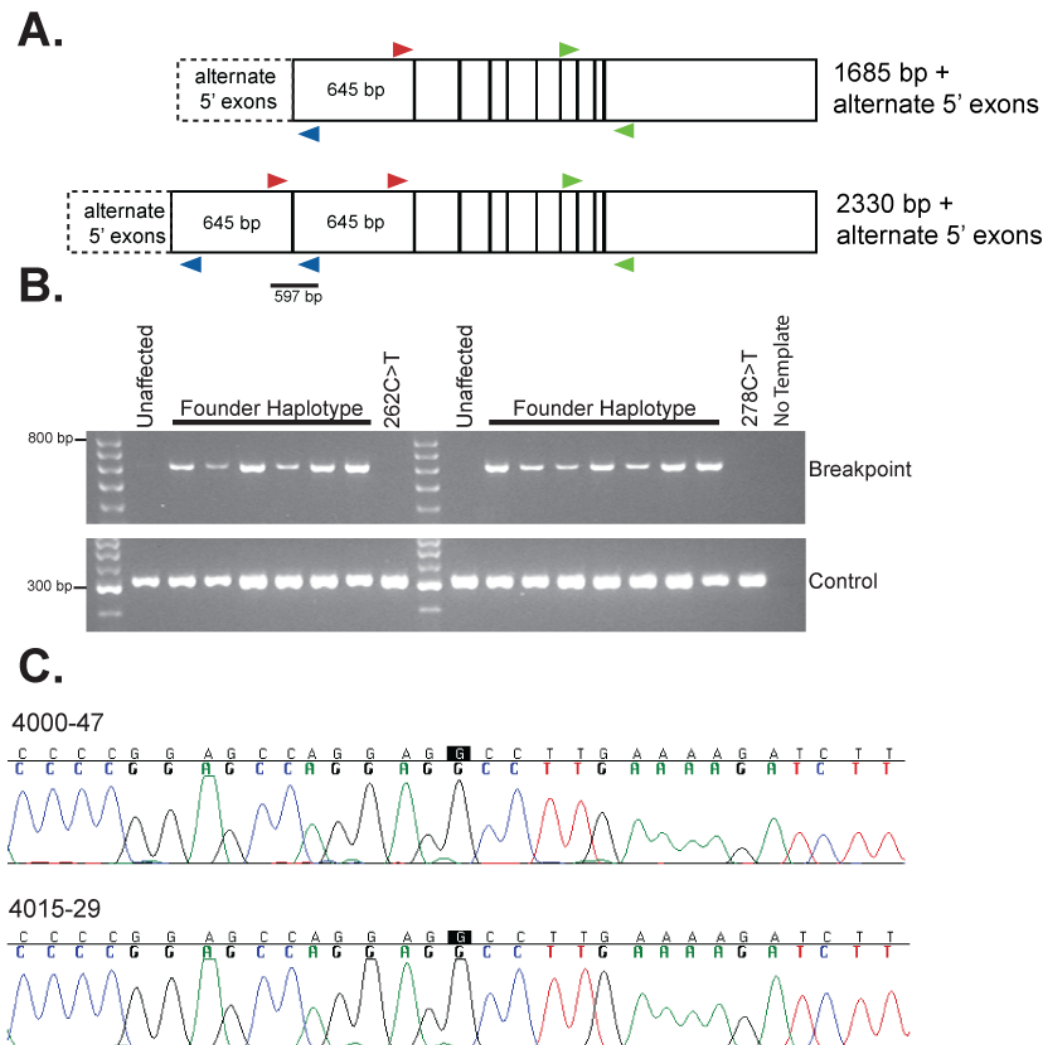 A.
alternate
5' exons
645 bp
1685 bp +
alternate 5' exons
alternate
5' exons
645 bp
645 bp
2330 bp +
alternate 5' exons
597 bp
B.
Unaffected
Founder Haplotype
262C>T
Unaffected
Founder Haplotype
278C>T
No Template
800 bp
Breakpoint
300 bp
Control
C.
4000-47
C C C C G G A G C C A G G A G G C C T T G A A A A G A T C T T
C C C C G G A G C C A G G A G G C C T T G A A A A G A T C T T
4015-29
C C C C G G A G C C A G G A G G C C T T G A A A A G A T C T T
C C C C G G A G C C A G G A G G C C T T G A A A A G A T C T T